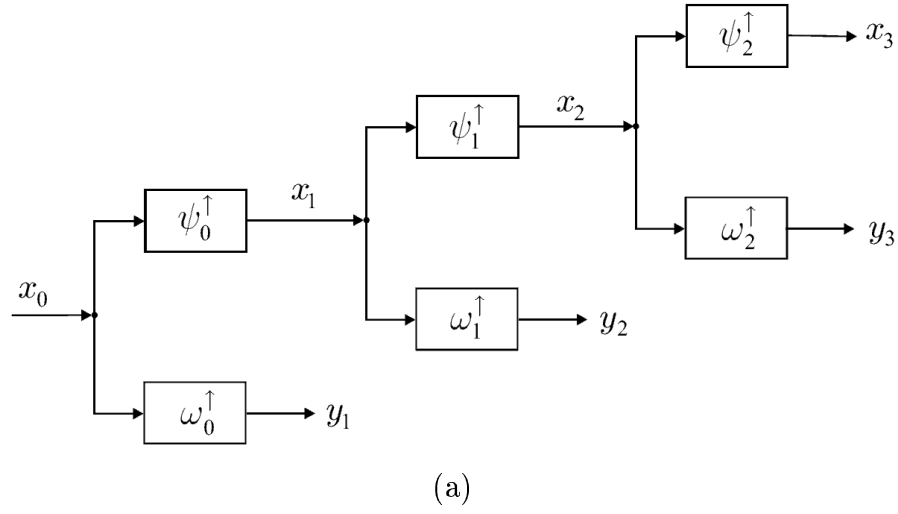 ψ₂↑ x₃
ψ₁↑ x₂
ψ₀↑ x₁ ω₂↑ y₃
x₀ ω₁↑ y₂
ω₀↑ y₁
(a)